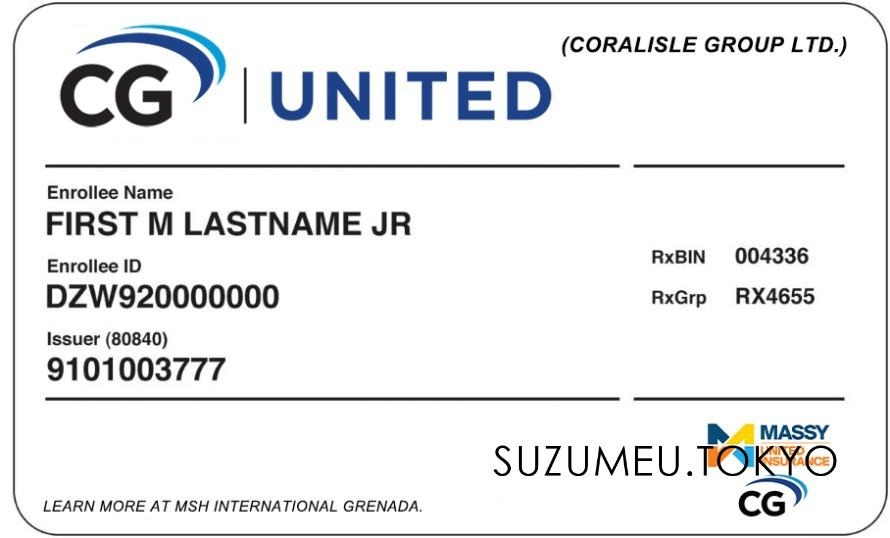 (CORALISLE GROUP LTD.)
CG | UNITED
Enrollee Name
FIRST M LASTNAME JR
Enrollee ID
DZW920000000
RxBIN 004336
RxGrp RX4655
Issuer (80840)
9101003777
MASSY
UNITED
INSURANCE
SUZUMEU.TOKYO
CG
LEARN MORE AT MSH INTERNATIONAL GRENADA.